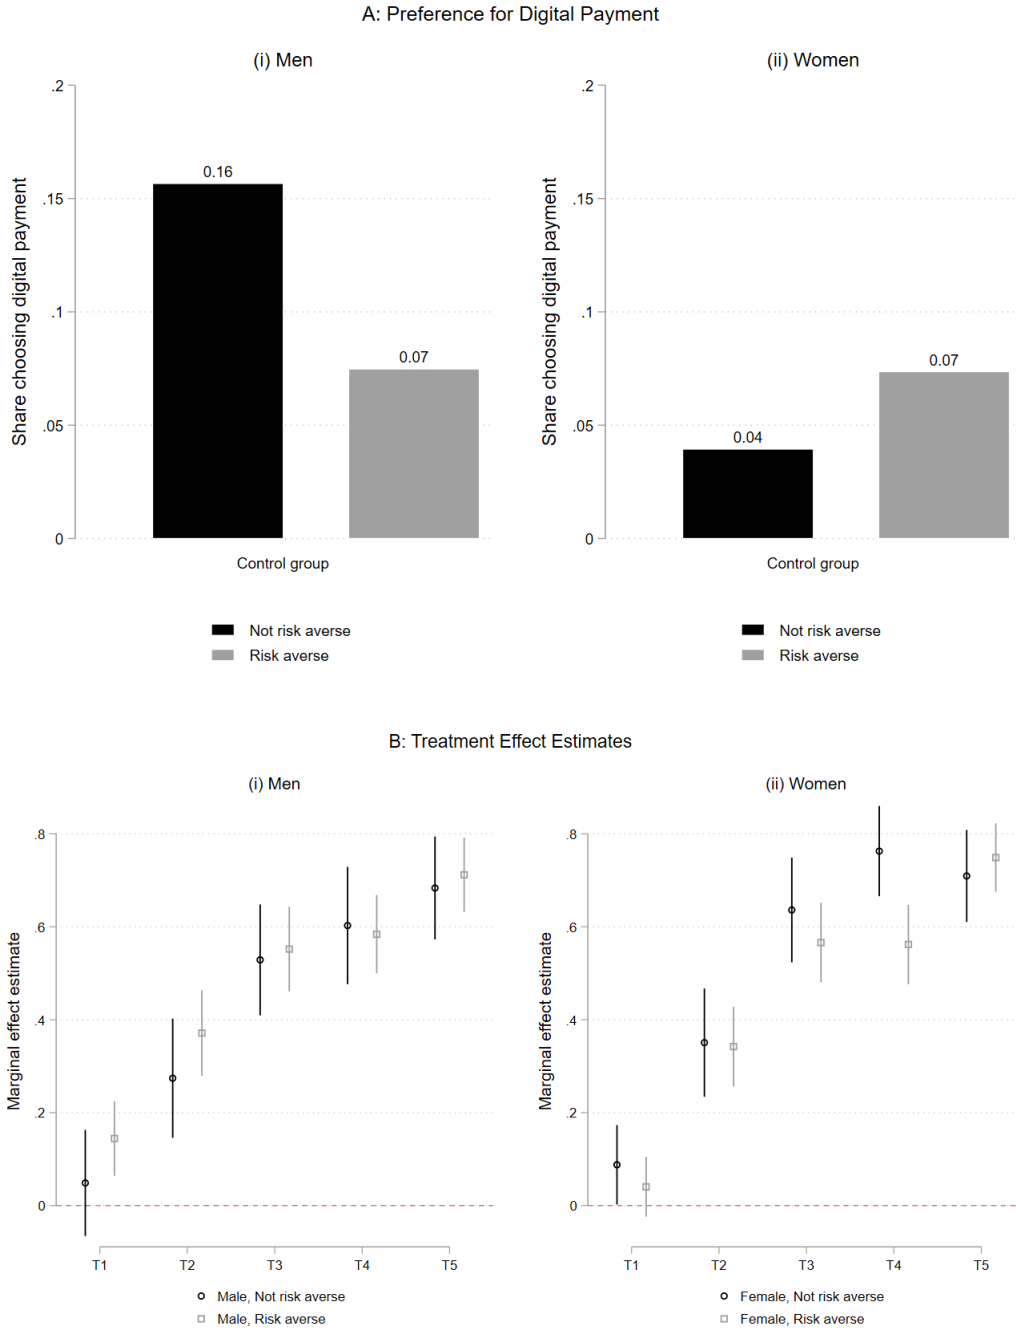 A: Preference for Digital Payment
(i) Men
Share choosing digital payment
.2
.15
.1
.05
0
0.16
0.07
Control group
Not risk averse
Risk averse
(ii) Women
Share choosing digital payment
.2
.15
.1
.05
0
0.04
0.07
Control group
Not risk averse
Risk averse
B: Treatment Effect Estimates
(i) Men
Marginal effect estimate
.8
.6
.4
.2
0
T1 T2 T3 T4 T5
Male, Not risk averse
Male, Risk averse
(ii) Women
Marginal effect estimate
.8
.6
.4
.2
0
T1 T2 T3 T4 T5
Female, Not risk averse
Female, Risk averse